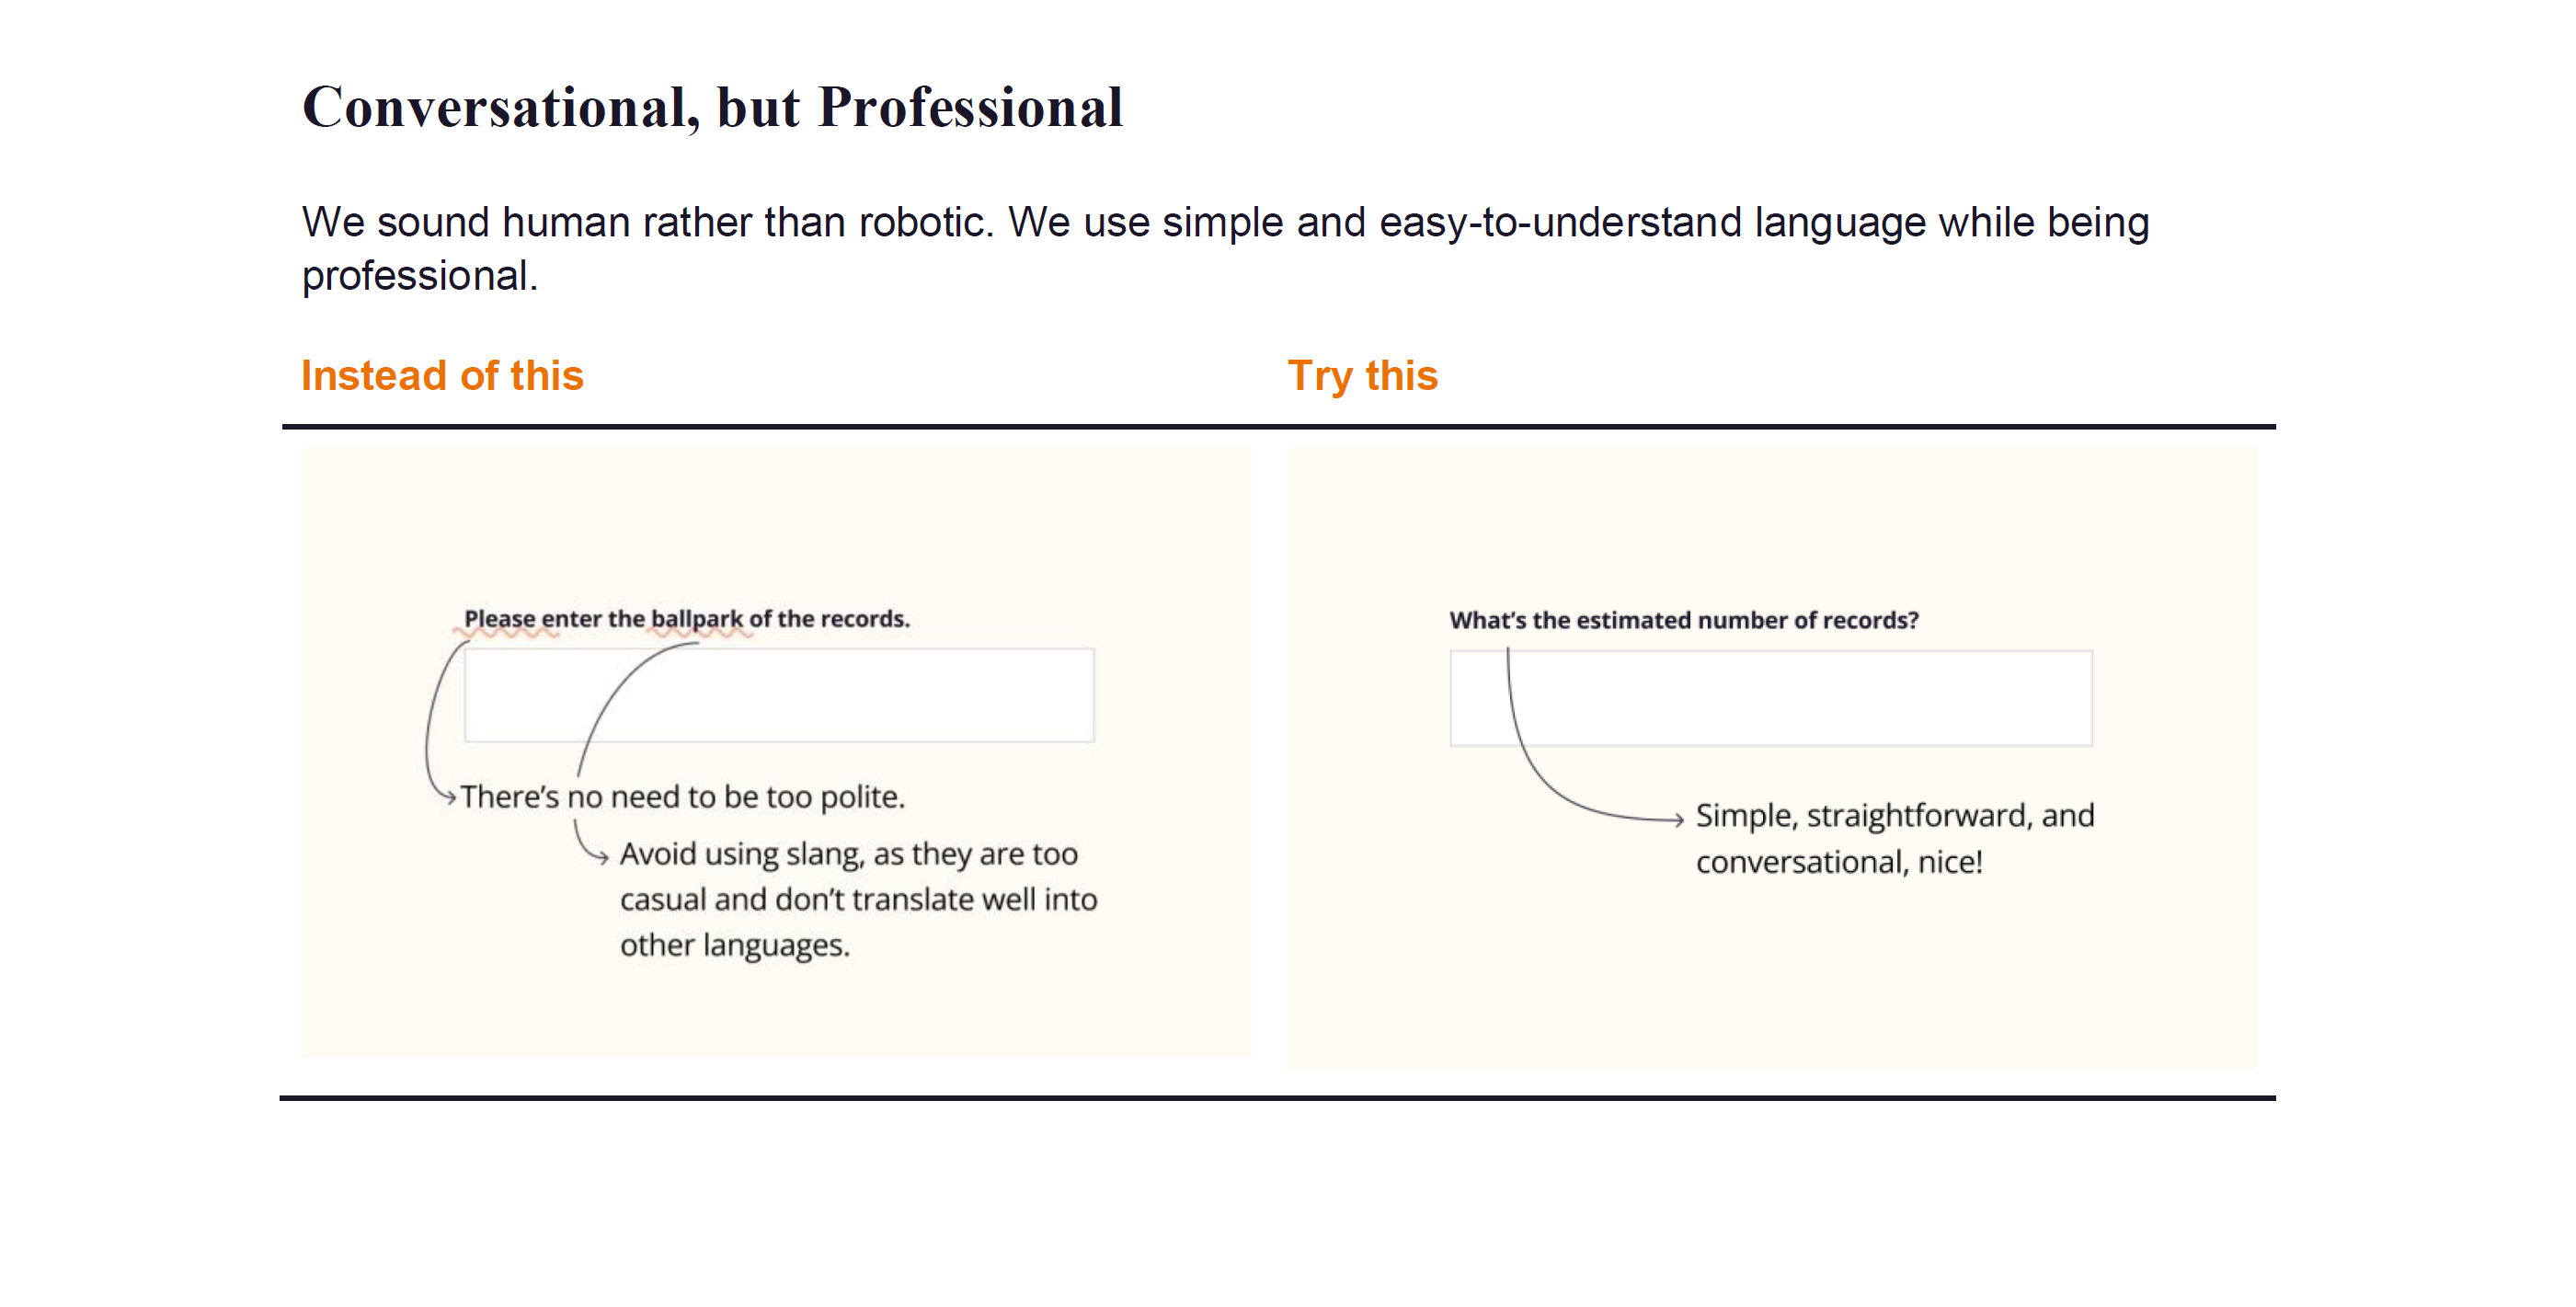 Conversational, but Professional
We sound human rather than robotic. We use simple and easy-to-understand language while being
professional.
Instead of this
Try this
Please enter the ballpark of the records.
There's no need to be too polite.
Avoid using slang, as they are too
casual and don't translate well into
other languages.
What's the estimated number of records?
Simple, straightforward, and
conversational, nice!